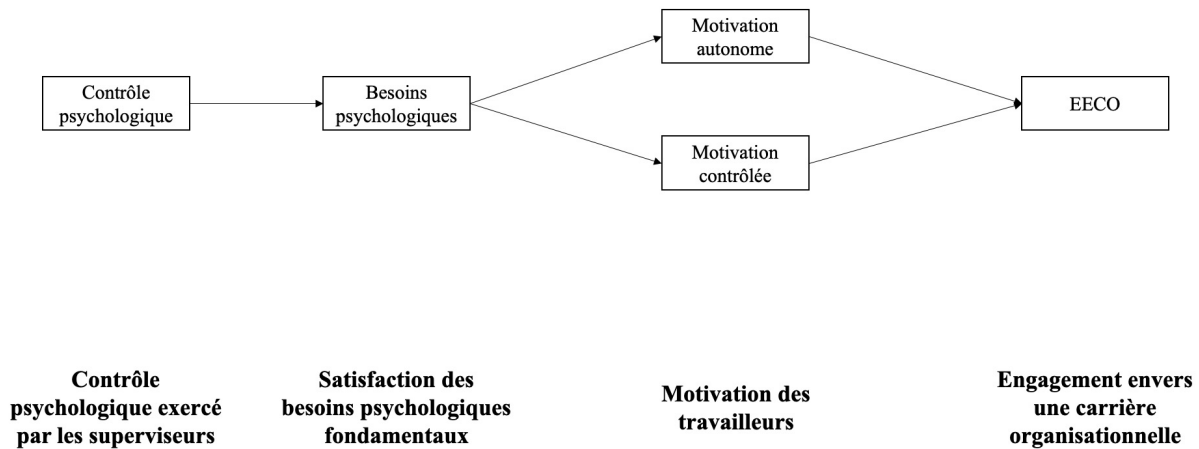 Motivation
autonome
Contrôle
psychologique
Besoins
psychologiques
EECO
Motivation
contrôlée
Contrôle
psychologique exercé
par les superviseurs
Satisfaction des
besoins psychologiques
fondamentaux
Motivation des
travailleurs
Engagement envers
une carrière
organisationnelle